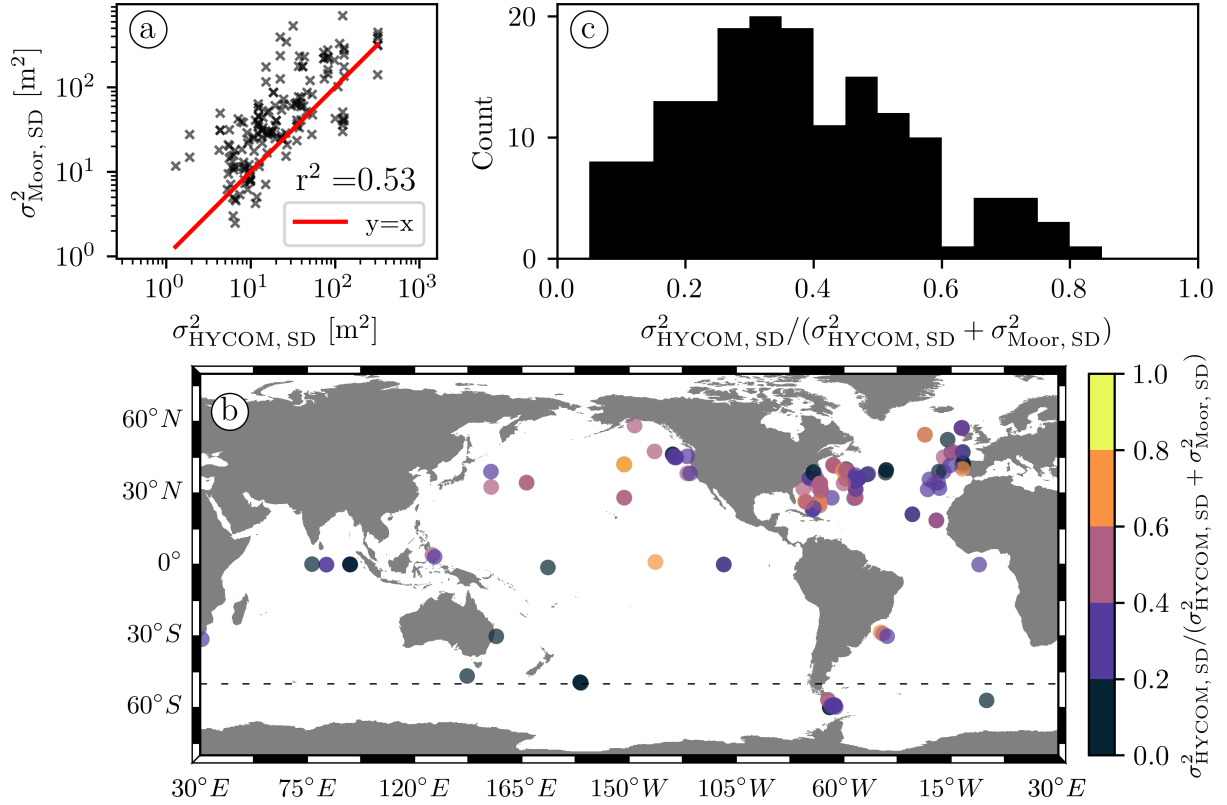 a
10²
10¹
10⁰
σ²Moor, SD [m²]
r² =0.53
y=x
10⁰ 10¹ 10² 10³
σ²HYCOM, SD [m²]
c
20
10
0
Count
0.0 0.2 0.4 0.6 0.8 1.0
σ²HYCOM, SD/(σ²HYCOM, SD + σ²Moor, SD)
b
60°N
30°N
0°
30°S
60°S
30°E 75°E 120°E 165°E 150°W 105°W 60°W 15°W 30°E
1.0
0.8
0.6
0.4
0.2
0.0
σ²HYCOM, SD/(σ²HYCOM, SD + σ²Moor, SD)